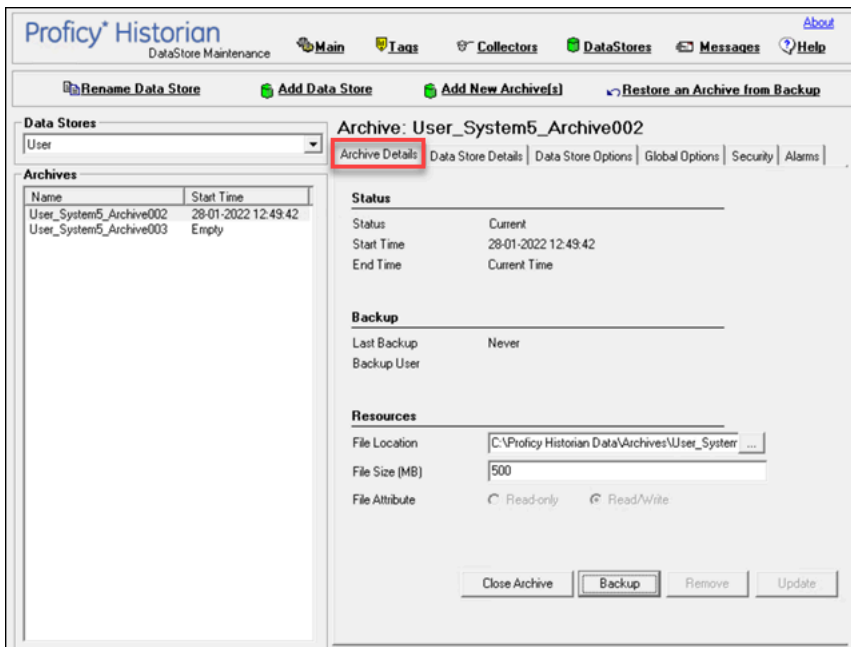 Proficy* Historian
DataStore Maintenance
Main
Tags
Collectors
DataStores
Messages
About
Help
Rename Data Store
Add Data Store
Add New Archive(s)
Restore an Archive from Backup
Data Stores
User
Archives
Name Start Time
User_System5_Archive002 28-01-2022 12:49:42
User_System5_Archive003 Empty
Archive: User_System5_Archive002
Archive Details Data Store Details Data Store Options Global Options Security Alarms
Status
Status Current
Start Time 28-01-2022 12:49:42
End Time Current Time
Backup
Last Backup Never
Backup User
Resources
File Location C:\Proficy Historian Data\Archives\User_System ...
File Size (MB) 500
File Attribute Read-only Read/Write
Close Archive Backup Remove Update